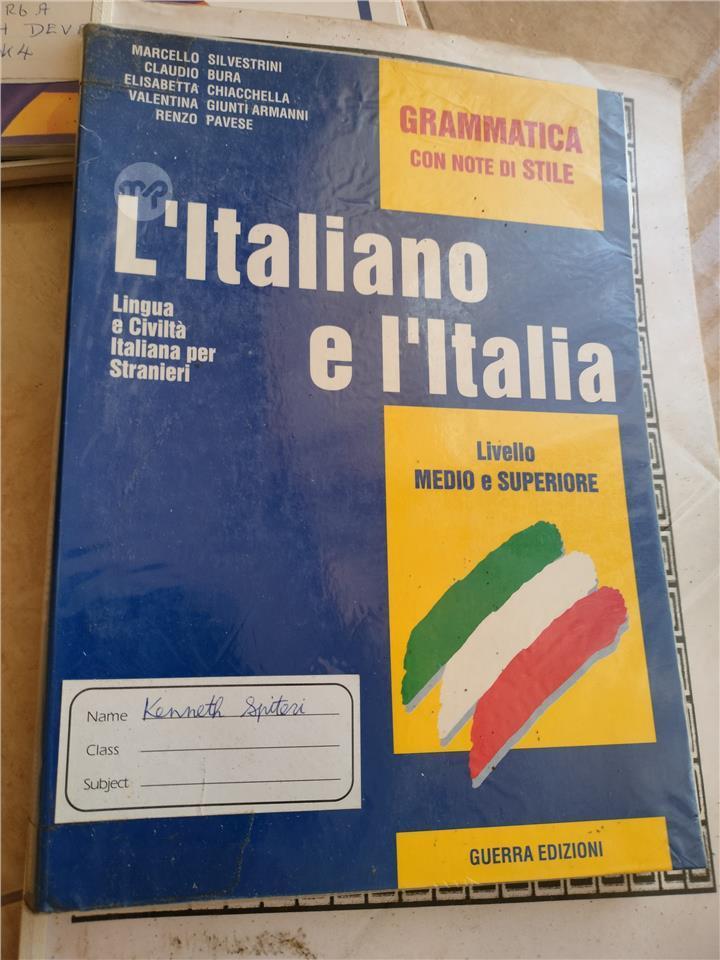 MARCELLO SILVESTRINI
CLAUDIO BURA
ELISABETTA CHIACCHELLA
VALENTINA GIUNTI ARMANNI
RENZO PAVESE
GRAMMATICA
CON NOTE DI STILE
L'Italiano
e l'Italia
Lingua
e Civiltà
Italiana per
Stranieri
Livello
MEDIO e SUPERIORE
Name Kenneth Spiteri
Class
Subject
GUERRA EDIZIONI